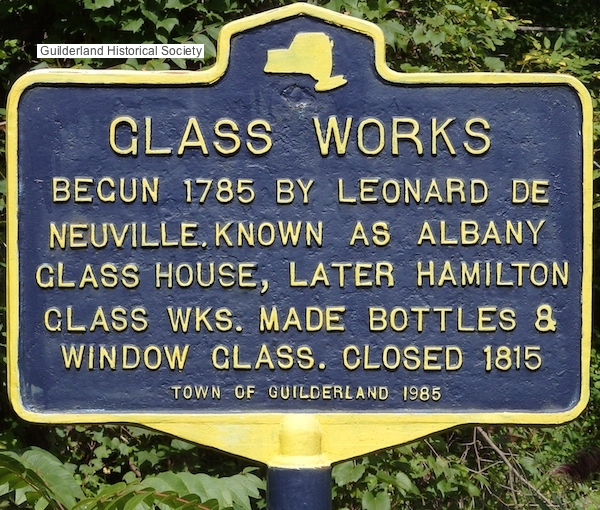 Guilderland Historical Society
GLASS WORKS
BEGUN 1785 BY LEONARD DE
NEUVILLE. KNOWN AS ALBANY
GLASS HOUSE, LATER HAMILTON
GLASS WKS. MADE BOTTLES &
WINDOW GLASS. CLOSED 1815
TOWN OF GUILDERLAND 1985